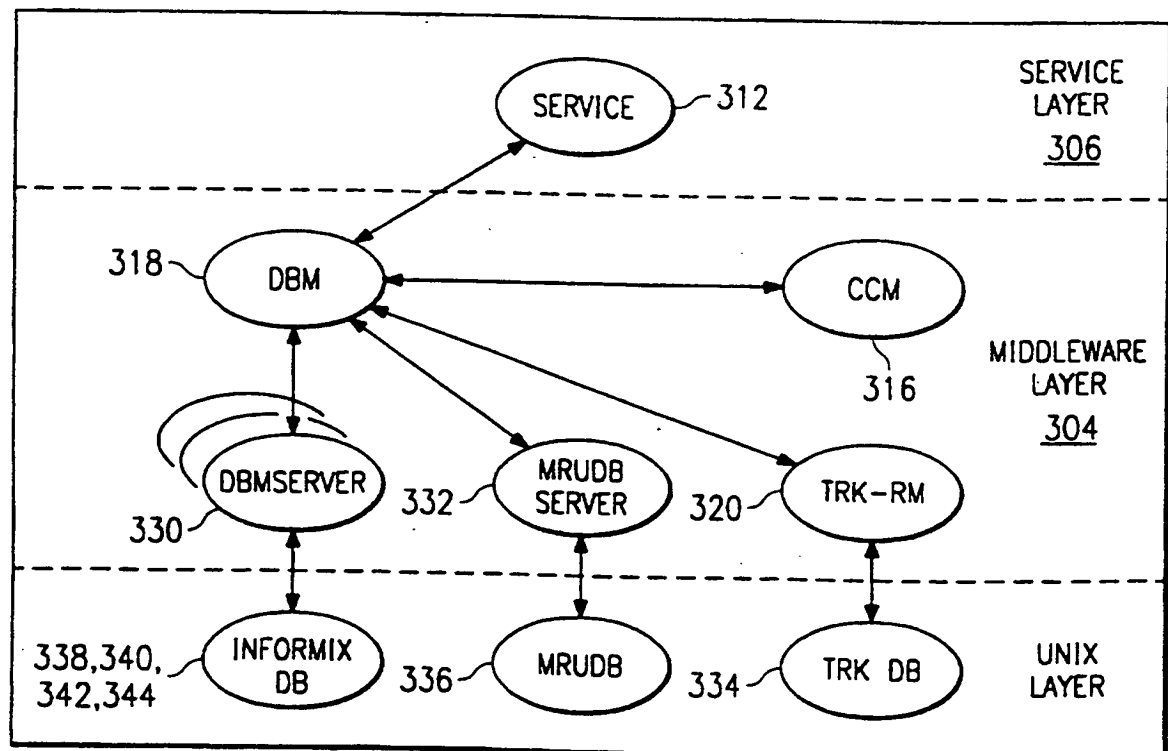 SERVICE
312
SERVICE
LAYER
306
318
DBM
CCM
316
MIDDLEWARE
LAYER
304
DBMSERVER
330
332
MRUDB
SERVER
320
TRK-RM
338,340,
342,344
INFORMIX
DB
336
MRUDB
334
TRK DB
UNIX
LAYER